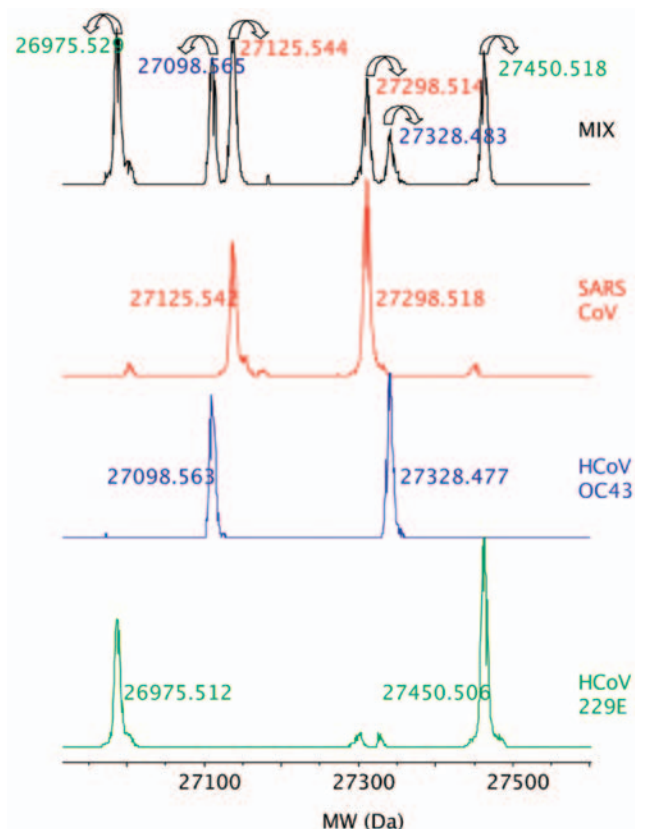 26975.529
27098.565
27125.544
27298.514
27328.483
27450.518
MIX
27125.542
27298.518
SARS
CoV
27098.563
27328.477
HCoV
OC43
26975.512
27450.506
HCoV
229E
27100
27300
27500
MW (Da)